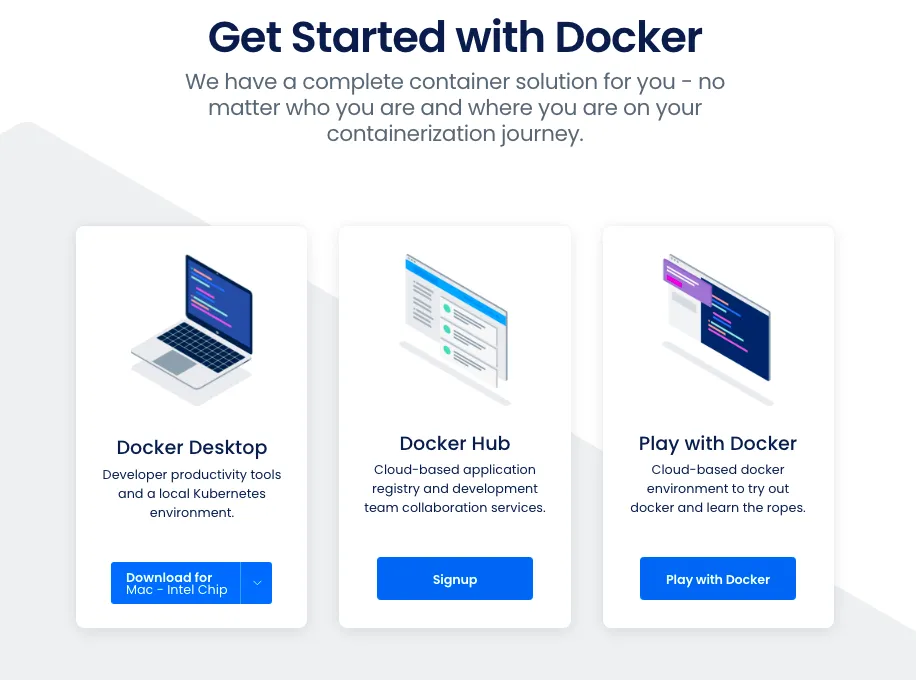 Get Started with Docker
We have a complete container solution for you - no
matter who you are and where you are on your
containerization journey.
Docker Desktop
Developer productivity tools
and a local Kubernetes
environment.
Download for
Mac - Intel Chip
Docker Hub
Cloud-based application
registry and development
team collaboration services.
Signup
Play with Docker
Cloud-based docker
environment to try out
docker and learn the ropes.
Play with Docker